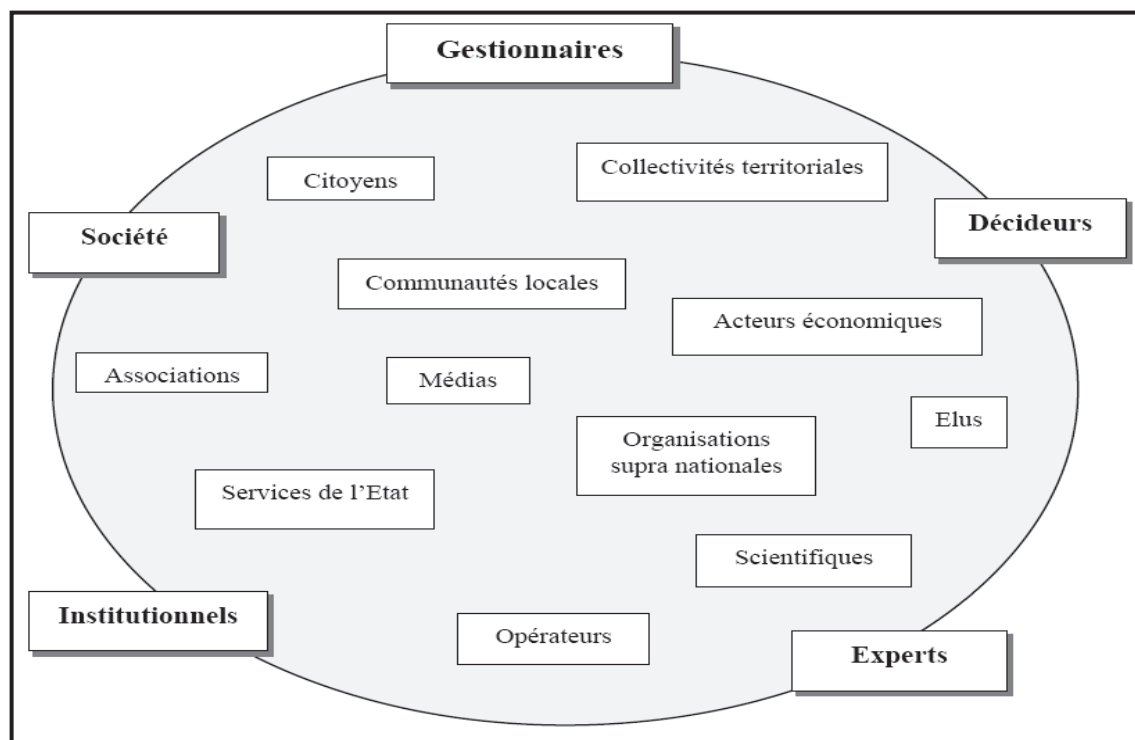 Gestionnaires
Citoyens
Collectivités territoriales
Société
Décideurs
Communautés locales
Acteurs économiques
Associations
Médias
Elus
Organisations
supra nationales
Services de l’Etat
Scientifiques
Institutionnels
Opérateurs
Experts